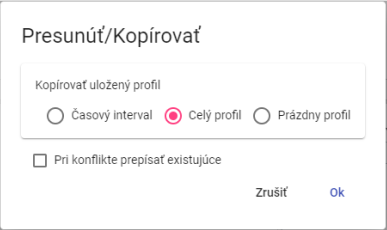 Presunúť/Kopírovať
Kopírovať uložený profil
Časový interval
Celý profil
Prázdny profil
Pri konflikte prepísať existujúce
Zrušiť
Ok